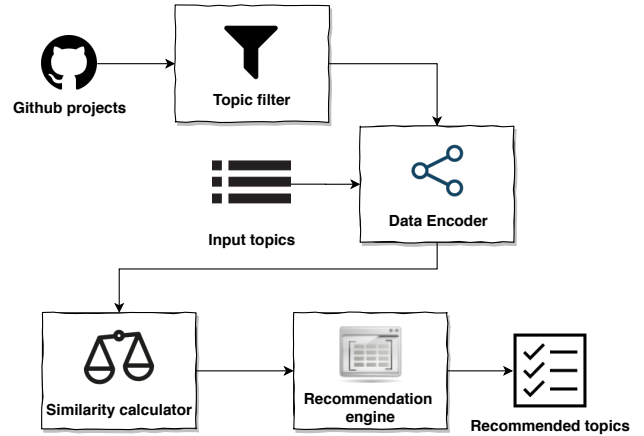 Github projects
Topic filter
Input topics
Data Encoder
Similarity calculator
Recommendation
engine
Recommended topics